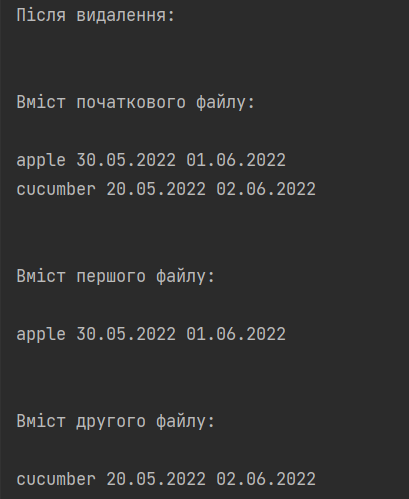 Після видалення:
Вміст початкового файлу:
apple 30.05.2022 01.06.2022
cucumber 20.05.2022 02.06.2022
Вміст першого файлу:
apple 30.05.2022 01.06.2022
Вміст другого файлу:
cucumber 20.05.2022 02.06.2022